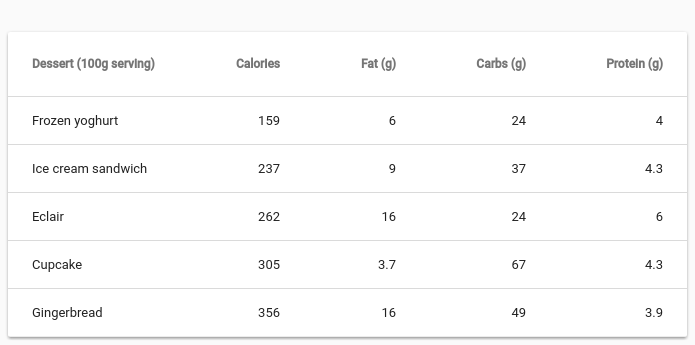 Dessert (100g serving) Calories Fat (g) Carbs (g) Protein (g)
Frozen yoghurt 159 6 24 4
Ice cream sandwich 237 9 37 4.3
Eclair 262 16 24 6
Cupcake 305 3.7 67 4.3
Gingerbread 356 16 49 3.9